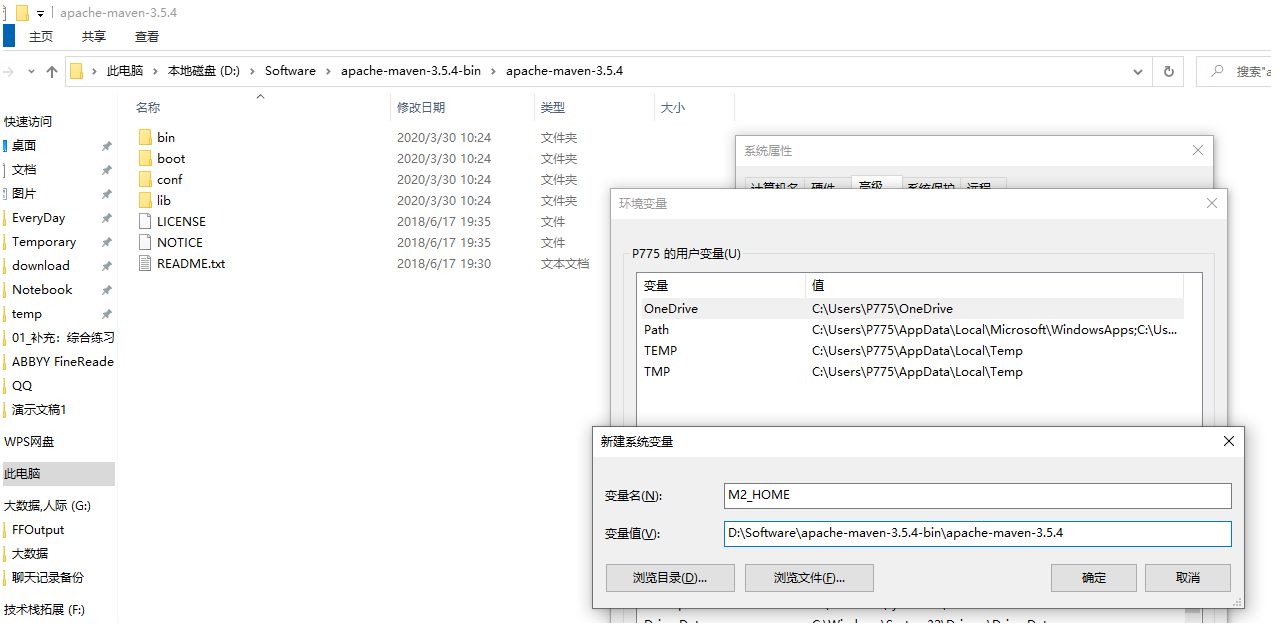 apache-maven-3.5.4
主页 共享 查看
此电脑 本地磁盘 (D:) Software apache-maven-3.5.4-bin apache-maven-3.5.4
搜索"a
名称 修改日期 类型 大小
快速访问
桌面
文档
图片
EveryDay
Temporary
download
Notebook
temp
01_补充：综合练习
ABBYY FineReade
QQ
演示文稿1
WPS网盘
此电脑
大数据,人际 (G:)
FFOutput
大数据
聊天记录备份
技术栈拓展 (F:)
bin 2020/3/30 10:24 文件夹
boot 2020/3/30 10:24 文件夹
conf 2020/3/30 10:24 文件夹
lib 2020/3/30 10:24 文件夹
LICENSE 2018/6/17 19:35 文件
NOTICE 2018/6/17 19:35 文件
README.txt 2018/6/17 19:30 文本文档
系统属性
计算机名 硬件 高级 系统保护 远程
环境变量
P775 的用户变量(U)
变量 值
OneDrive C:\Users\P775\OneDrive
Path C:\Users\P775\AppData\Local\Microsoft\WindowsApps;C:\Us...
TEMP C:\Users\P775\AppData\Local\Temp
TMP C:\Users\P775\AppData\Local\Temp
新建系统变量
变量名(N): M2_HOME
变量值(V): D:\Software\apache-maven-3.5.4-bin\apache-maven-3.5.4
浏览目录(D)... 浏览文件(F)... 确定 取消
DriverData C:\Windows\System32\Drivers\DriverData